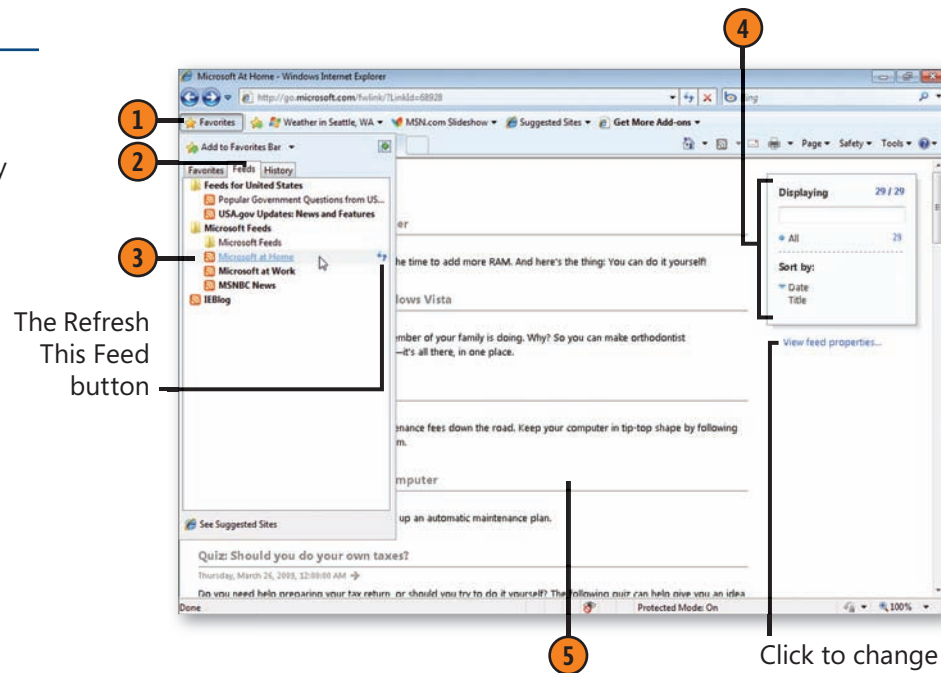 4
Microsoft At Home - Windows Internet Explorer
http://go.microsoft.com/fwlink/?LinkId=68928
1
Favorites Weather in Seattle, WA MSN.com Slideshow Suggested Sites Get More Add-ons
Add to Favorites Bar
Page Safety Tools
2
Favorites Feeds History
Feeds for United States
Popular Government Questions from US...
USA.gov Updates: News and Features
Microsoft Feeds
Microsoft Feeds
3
Microsoft at Home
Microsoft at Work
MSNBC News
IEBlog
y
The Refresh
This Feed
button
er
he time to add more RAM. And here's the thing: You can do it yourself!
lows Vista
ember of your family is doing. Why? So you can make orthodontist
—it's all there, in one place.
enance fees down the road. Keep your computer in tip-top shape by following
m.
mputer
up an automatic maintenance plan.
Displaying 29 / 29
All 29
Sort by:
Date
Title
View feed properties...
See Suggested Sites
Quiz: Should you do your own taxes?
Thursday, March 26, 2009, 12:00:00 AM
Do you need help preparing your tax return, or should you try to do it yourself? The following quiz can help give you an idea
Done Protected Mode: On 100%
5
Click to change